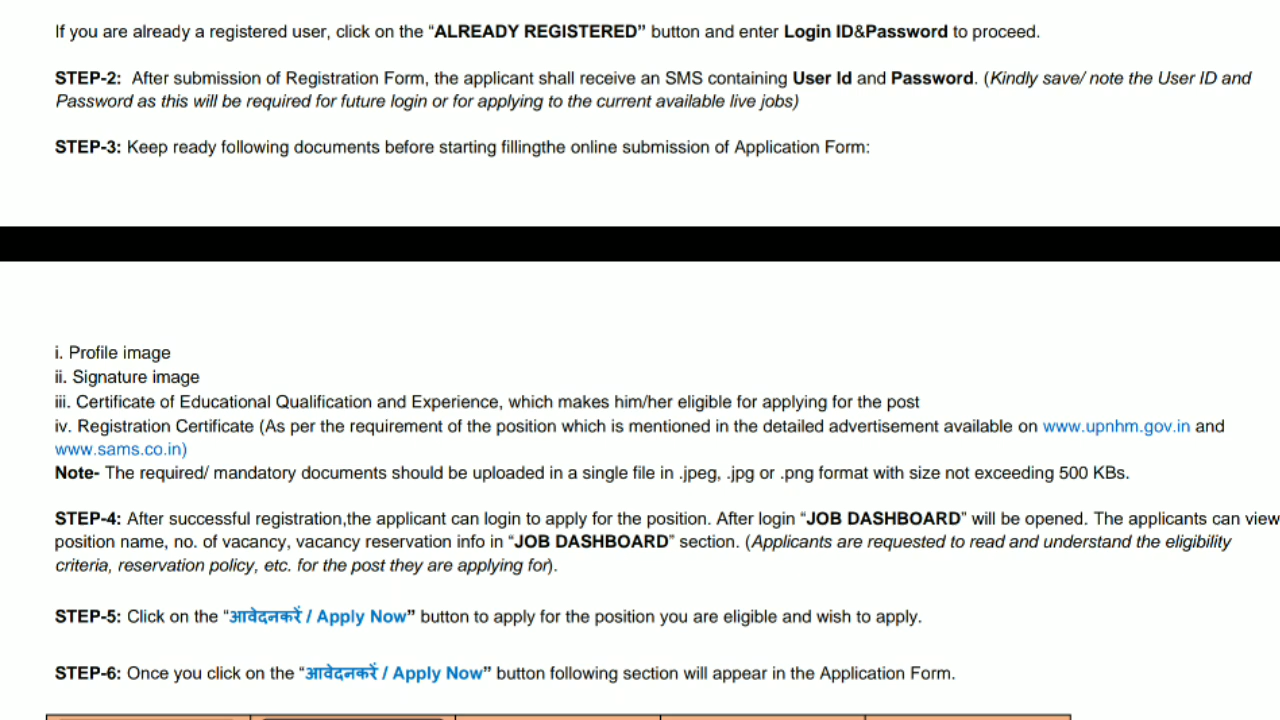 If you are already a registered user, click on the “ALREADY REGISTERED” button and enter Login ID&Password to proceed.
STEP-2: After submission of Registration Form, the applicant shall receive an SMS containing User Id and Password. (Kindly save/ note the User ID and
Password as this will be required for future login or for applying to the current available live jobs)
STEP-3: Keep ready following documents before starting fillingthe online submission of Application Form:
i. Profile image
ii. Signature image
iii. Certificate of Educational Qualification and Experience, which makes him/her eligible for applying for the post
iv. Registration Certificate (As per the requirement of the position which is mentioned in the detailed advertisement available on www.upnhm.gov.in and
www.sams.co.in)
Note- The required/ mandatory documents should be uploaded in a single file in .jpeg, .jpg or .png format with size not exceeding 500 KBs.
STEP-4: After successful registration,the applicant can login to apply for the position. After login “JOB DASHBOARD” will be opened. The applicants can view
position name, no. of vacancy, vacancy reservation info in “JOB DASHBOARD” section. (Applicants are requested to read and understand the eligibility
criteria, reservation policy, etc. for the post they are applying for).
STEP-5: Click on the “आवेदनकरें / Apply Now” button to apply for the position you are eligible and wish to apply.
STEP-6: Once you click on the “आवेदनकरें / Apply Now” button following section will appear in the Application Form.